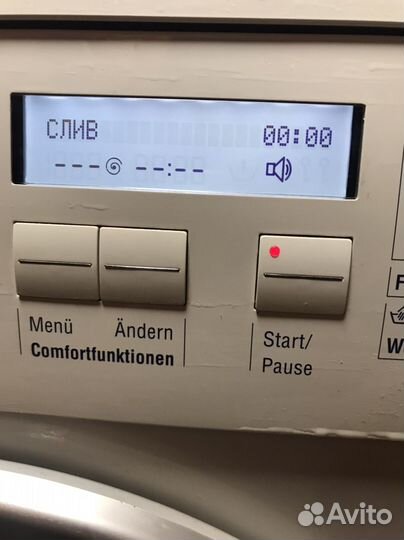 СЛИВ 00:00
--- --:--
Menü Ändern
Comfortfunktionen
Start/
Pause
F
W
Avito